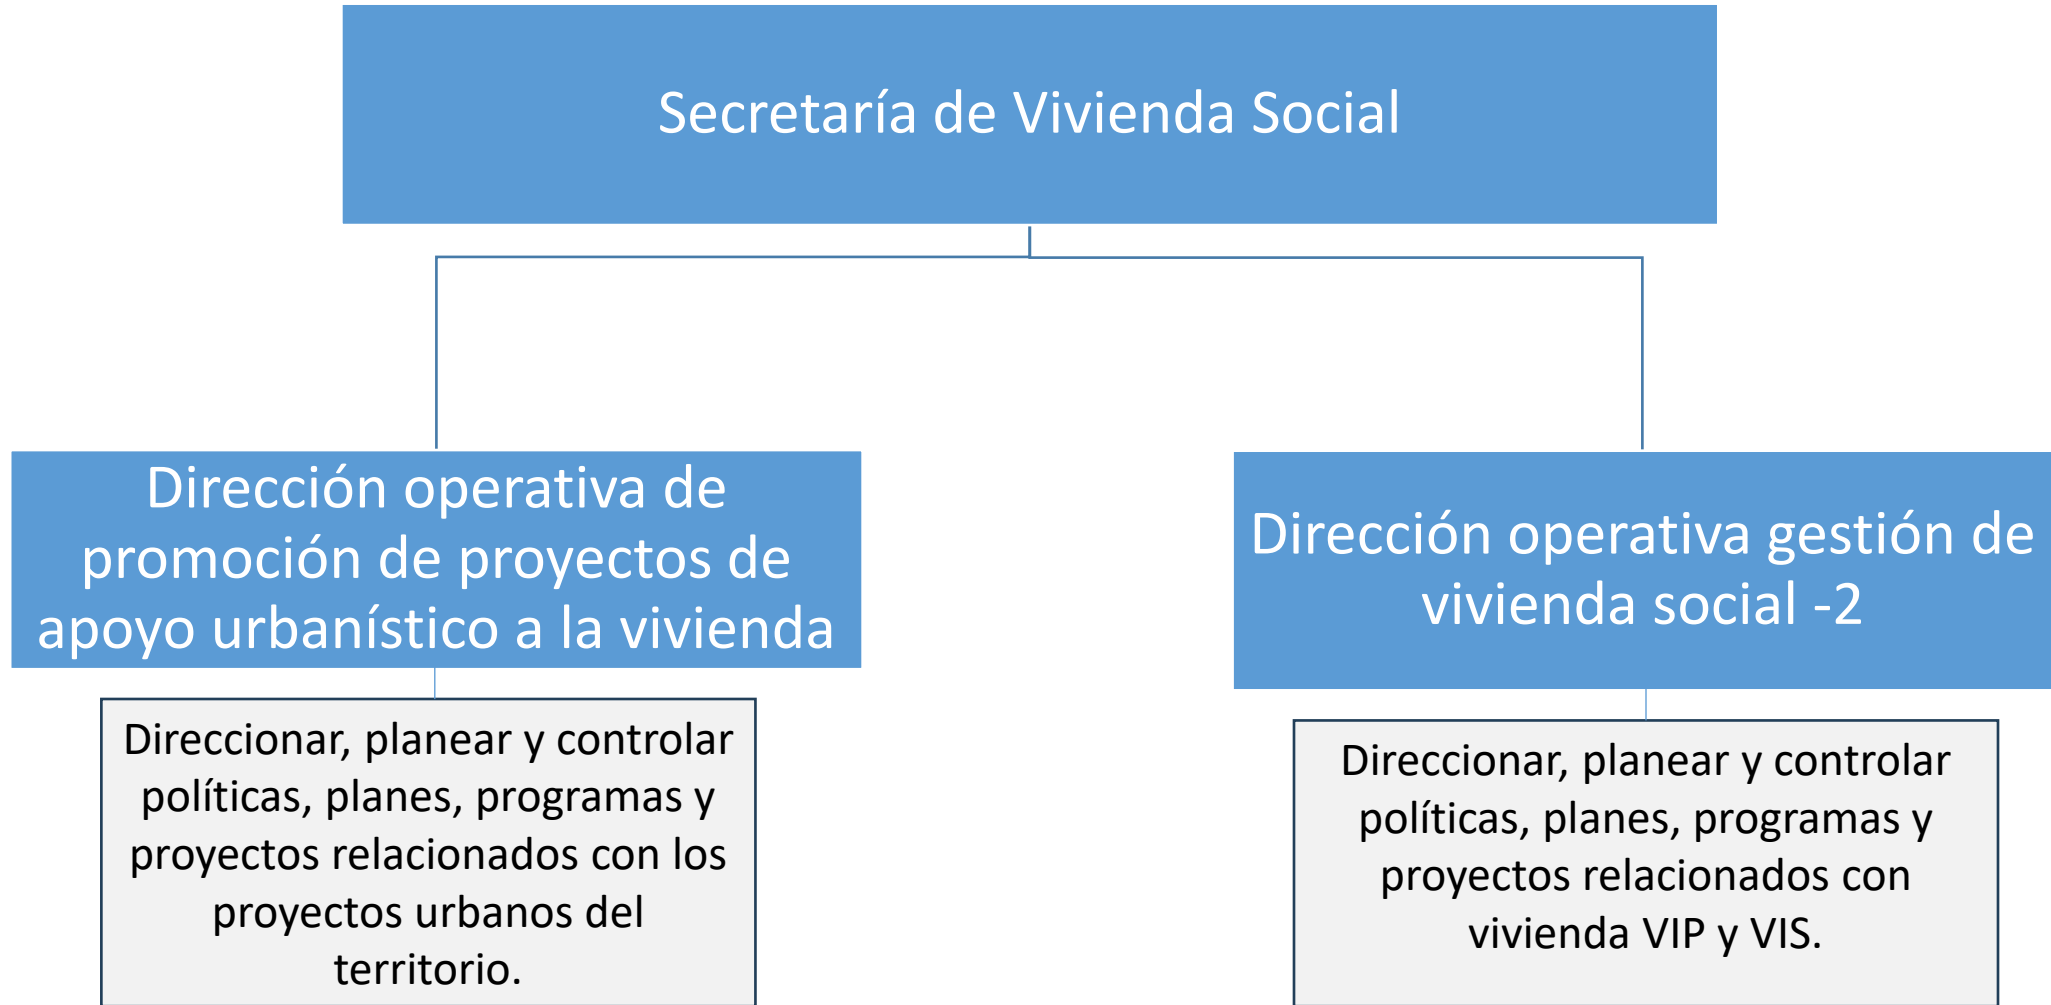 Secretaría de Vivienda Social
Dirección operativa de
promoción de proyectos de
apoyo urbanístico a la vivienda
Direccionar, planear y controlar
políticas, planes, programas y
proyectos relacionados con los
proyectos urbanos del
territorio.
Dirección operativa gestión de
vivienda social -2
Direccionar, planear y controlar
políticas, planes, programas y
proyectos relacionados con
vivienda VIP y VIS.